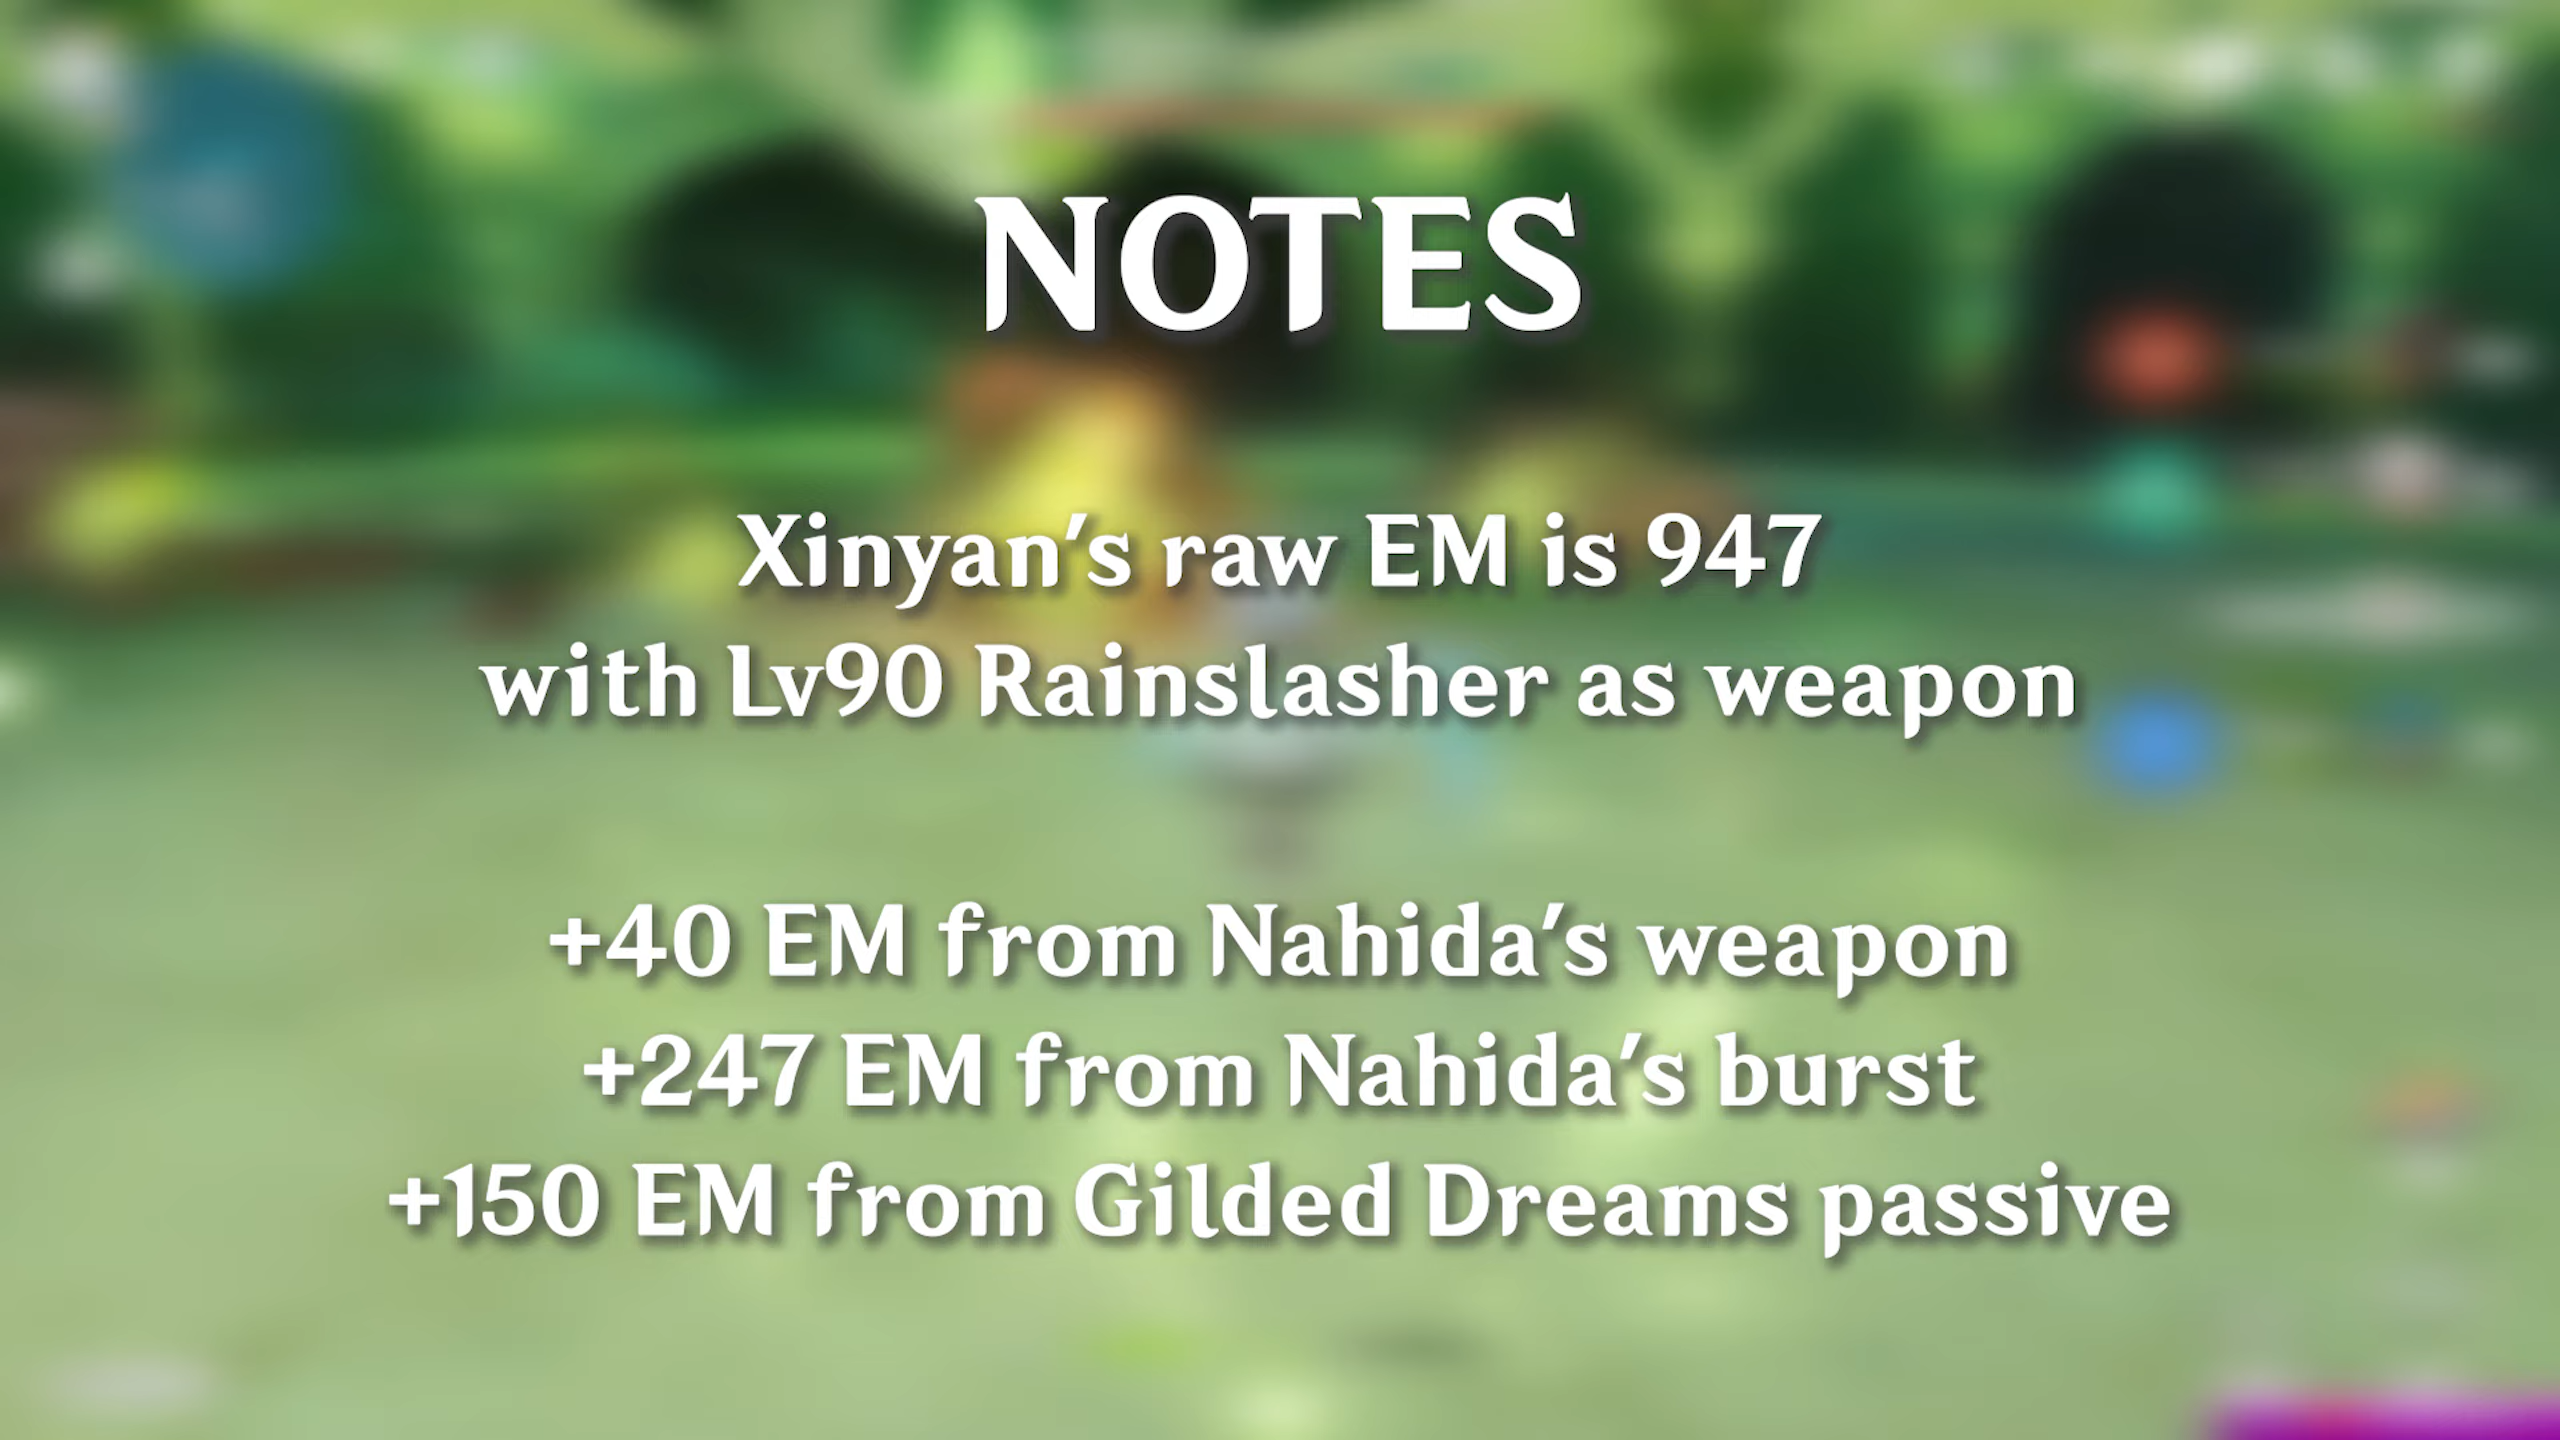 NOTES
Xinyan's raw EM is 947
with Lv90 Rainslasher as weapon
+40 EM from Nahida's weapon
+247 EM from Nahida's burst
+150 EM from Gilded Dreams passive